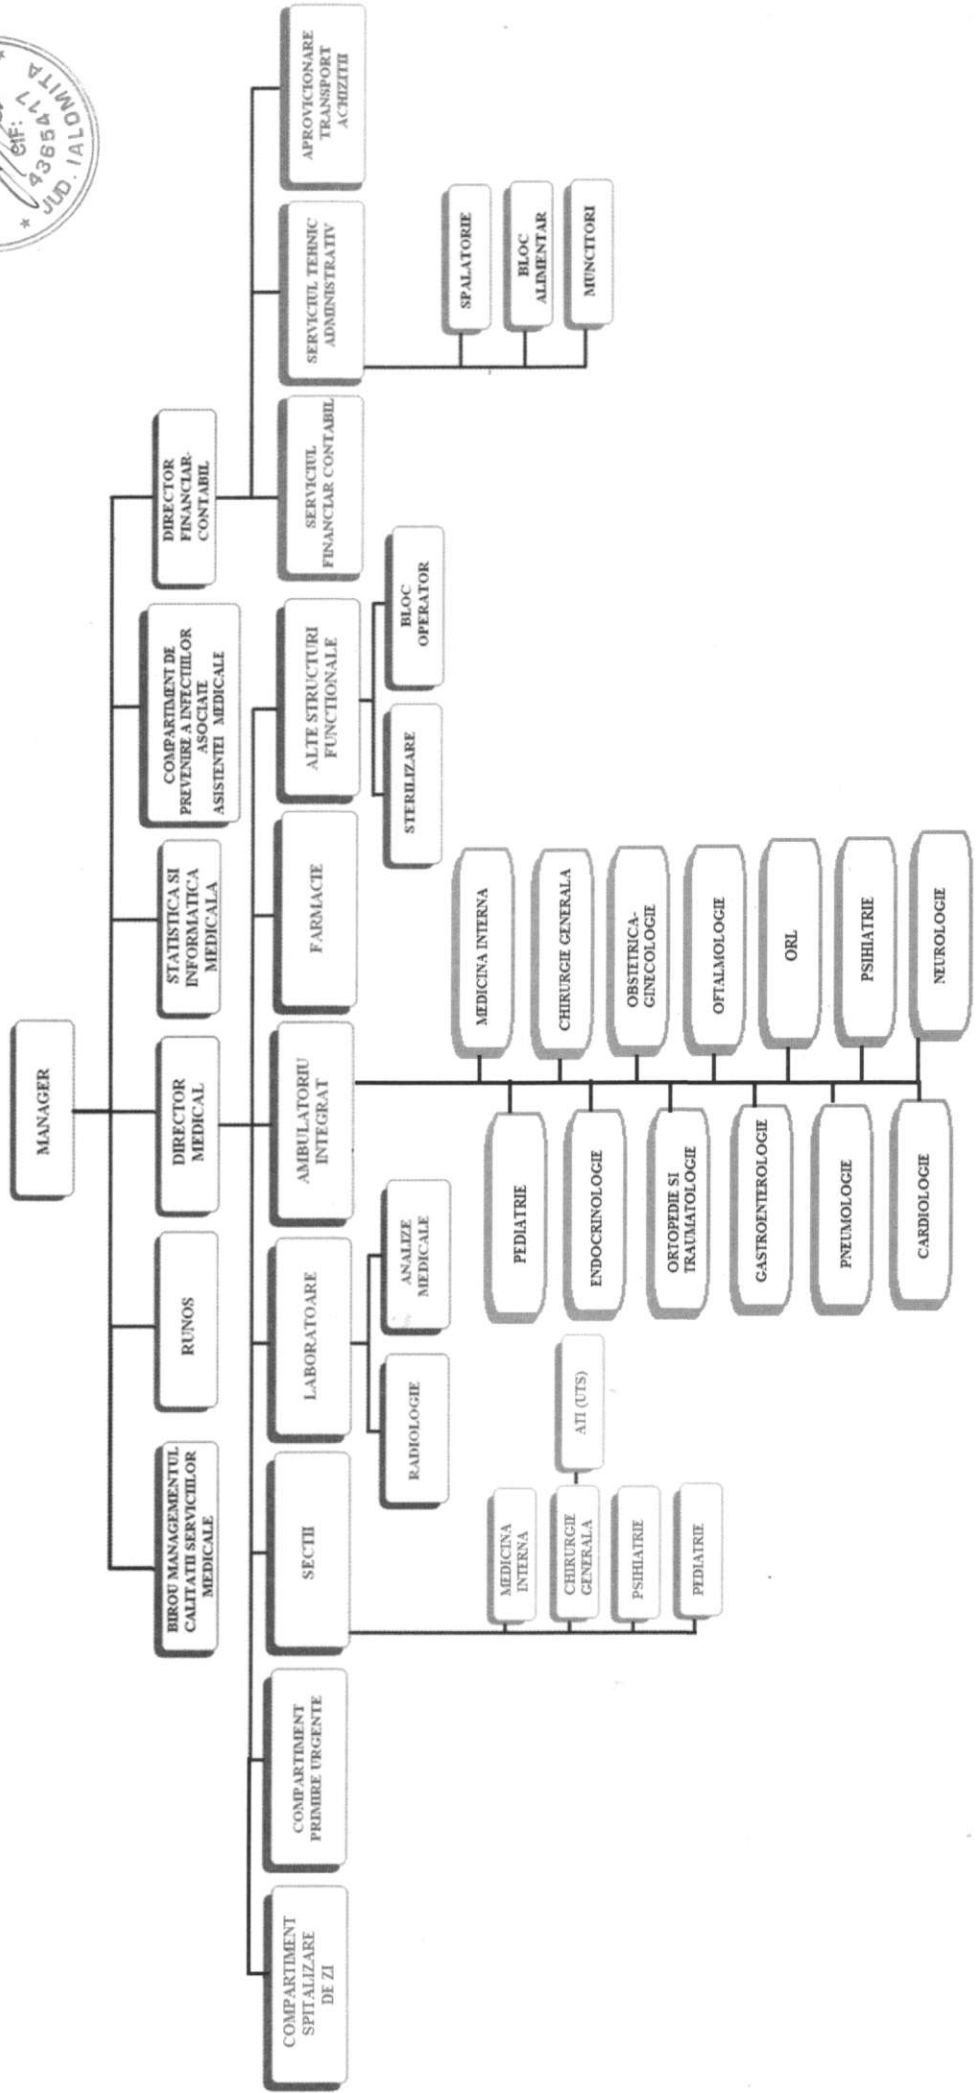 CIF:
4365417
JUD. IALOMITA
MANAGER
BIROU MANAGEMENTUL
CALITATII SERVICIILOR
MEDICALE
RUNOS
DIRECTOR
MEDICAL
STATISTICA SI
INFORMATICA
MEDICALA
COMPARTIMENT DE
PREVENIRE A INFECTIILOR
ASOCIATE
ASISTENTEI MEDICALE
DIRECTOR
FINANCIAR-
CONTABIL
COMPARTIMENT
SPITALIZARE
DE ZI
COMPARTIMENT
PRIMIRE URGENTE
SECTII
LABORATOARE
AMBULATORIU
INTEGRAT
FARMACIE
ALTE STRUCTURI
FUNCTIONALE
SERVICIUL
FINANCIAR CONTABIL
SERVICIUL TEHNIC
ADMINISTRATIV
APROVICIONARE
TRANSPORT
ACHIZITII
MEDICINA
INTERNA
CHIRURGIE
GENERALA
ATI (UTS)
PSIHIATRIE
PEDIATRIE
RADIOLOGIE
ANALIZE
MEDICALE
PEDIATRIE
ENDOCRINOLOGIE
ORTOPEDIE SI
TRAUMATOLOGIE
GASTROENTEROLOGIE
PNEUMOLOGIE
CARDIOLOGIE
MEDICINA INTERNA
CHIRURGIE GENERALA
OBSTETRICA-
GINECOLOGIE
OFTALMOLOGIE
ORL
PSIHIATRIE
NEUROLOGIE
STERILIZARE
BLOC
OPERATOR
SPALATORIE
BLOC
ALIMENTAR
MUNCITORI